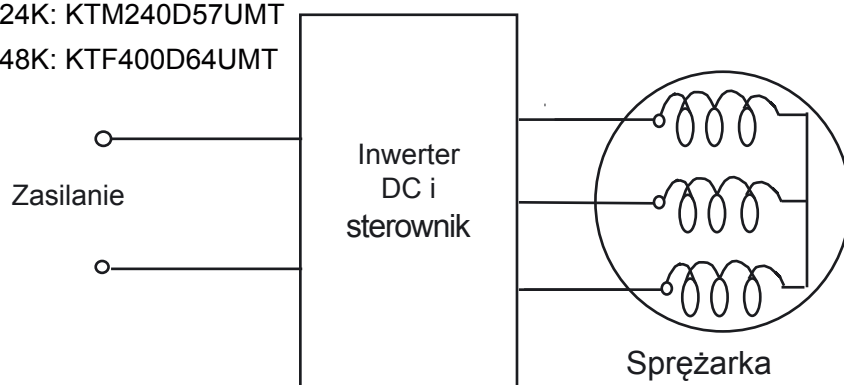 24K: KTM240D57UMT
48K: KTF400D64UMT
Zasilanie
Inwerter
DC i
sterownik
Sprężarka